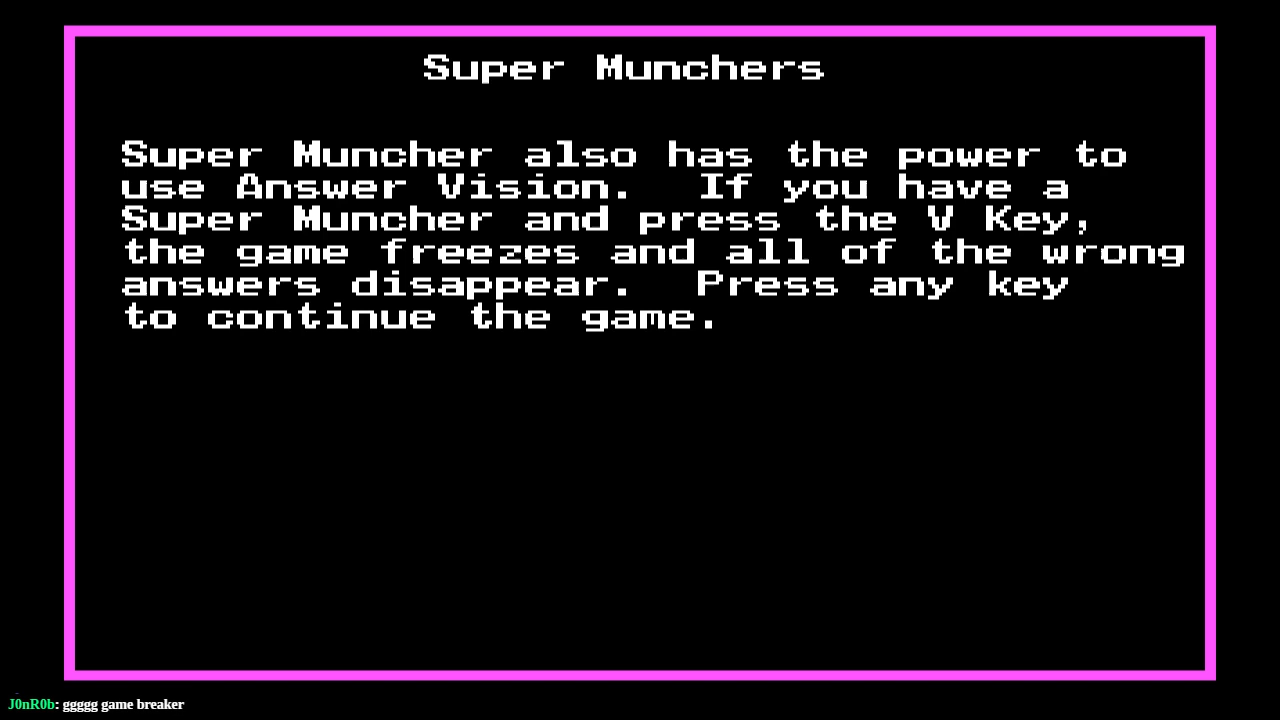 Super Munchers
Super Muncher also has the power to
use Answer Vision.  If you have a
Super Muncher and press the V Key,
the game freezes and all of the wrong
answers disappear.  Press any key
to continue the game.
J0nR0b: ggggg game breaker